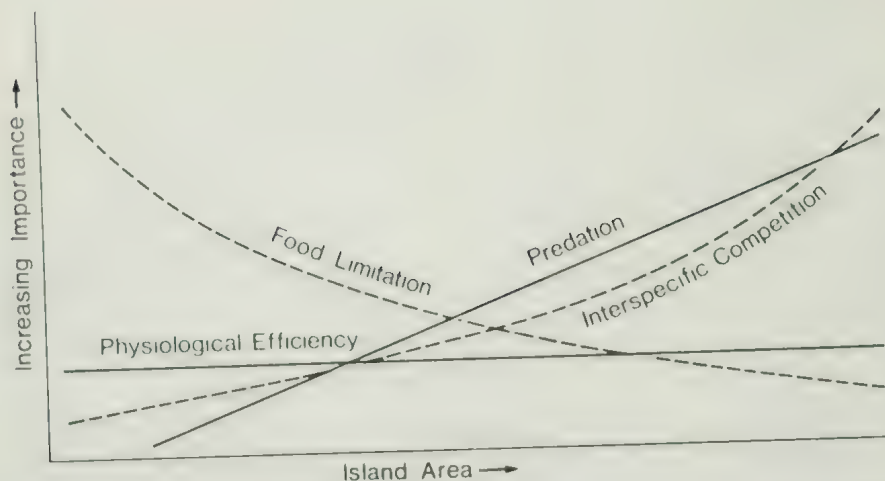 Increasing Importance →
Food Limitation
Predation
Interspecific Competition
Physiological Efficiency
Island Area →